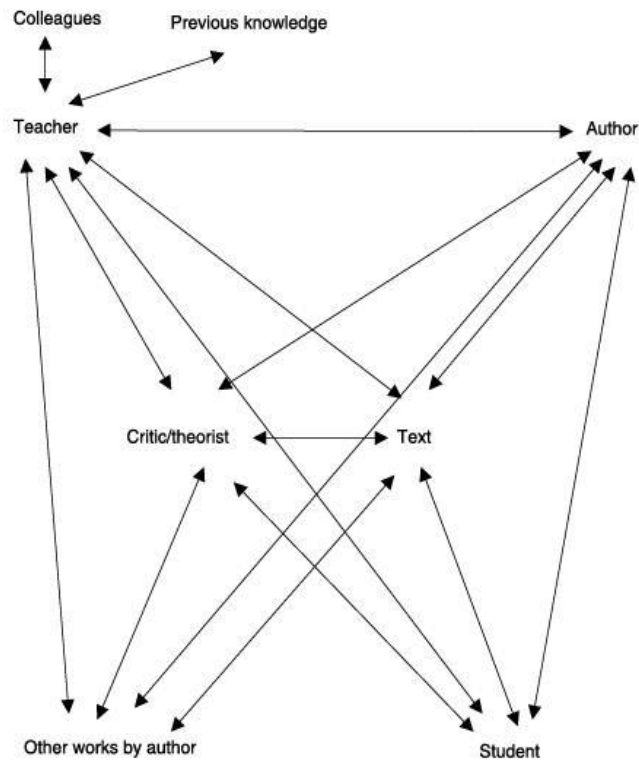 Colleagues
Previous knowledge
Teacher
Author
Critic/theorist
Text
Other works by author
Student